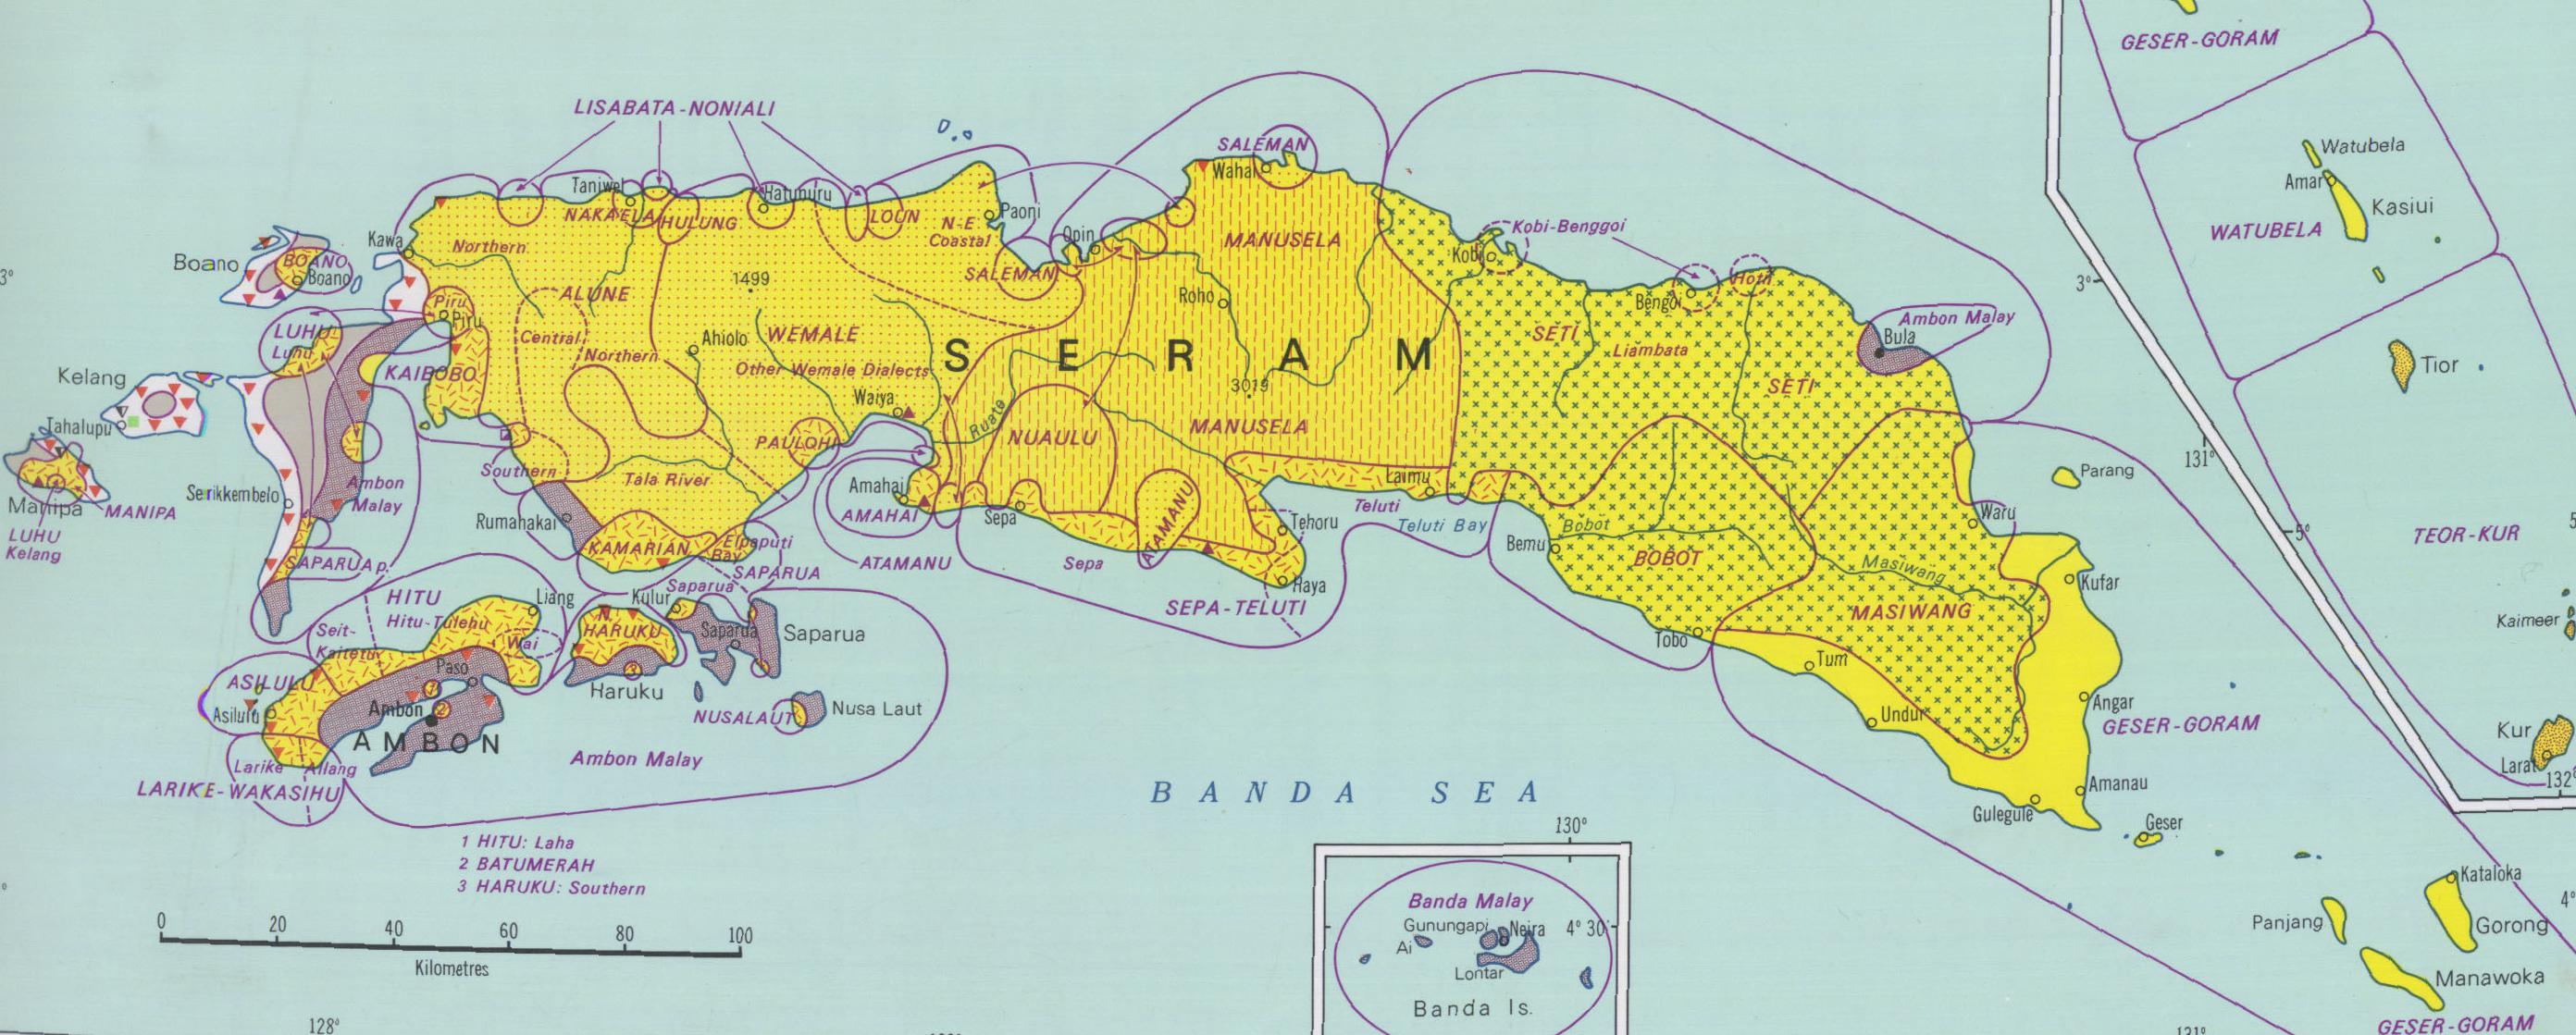 GESER-GORAM
LISABATA-NONIALI
SALEMAN
Wahai
Watubela
Amar
Kasiui
WATUBELA
Taniwel
Hatunuru
NAKAELA
HULUNG
LOUN
N-E
Coastal
Paoni
Opin
MANUSELA
Kobi-Benggoi
Kobi
Kawa
Northern
Boano
BOANO
Boano
3°
ALUNE
1499
SALEMAN
Roho
Bengoi
Hoti
3°
Piru
Piru
LUHU
Luhu
Central
Northern
Ahiolo
WEMALE
Other Wemale Dialects
S E R A M
SETI
Liambata
SETI
Bula
Ambon Malay
Tior
Kelang
KAIBOBO
3019
Tahalupu
Waiya
PAULOHI
Ruate
NUAULU
MANUSELA
131°
Parang
Southern
Tala River
Manipa
MANIPA
LUHU
Kelang
Serikkembelo
Ambon
Malay
Rumahakai
Amahai
AMAHAI
Sepa
ATAMANU
Laimu
Teluti
Teluti Bay
Tehoru
Haya
Bobot
Bemu
BOBOT
Waru
Masiwang
MASIWANG
Kufar
5°
TEOR-KUR
SAPARUA p.
KAMARIAN
Elpaputi
Bay
SAPARUA
ATAMANU
Sepa
SEPA-TELUTI
HITU
Hitu-Tulehu
Liang
Kulur
Saparua
Seit-
Kaitetu
Wai
N.
HARUKU
Saparua
Saparua
Tobo
Tum
Kaimeer
ASILULU
Asilulu
Paso
3
Haruku
1
Ambon
2
AMBON
NUSALAUT
Nusa Laut
Undur
Angar
GESER-GORAM
Kur
Larat
132°
Larike
Allang
LARIKE-WAKASIHU
Ambon Malay
BANDA SEA
Gulegule
Amanau
Geser
1 HITU: Laha
2 BATUMERAH
3 HARUKU: Southern
130°
Banda Malay
Gunungapi
Neira
4° 30'
Ai
Lontar
Banda Is.
Kataloka
Panjang
Gorong
4°
Manawoka
GESER-GORAM
0 20 40 60 80 100
Kilometres
128°
131°